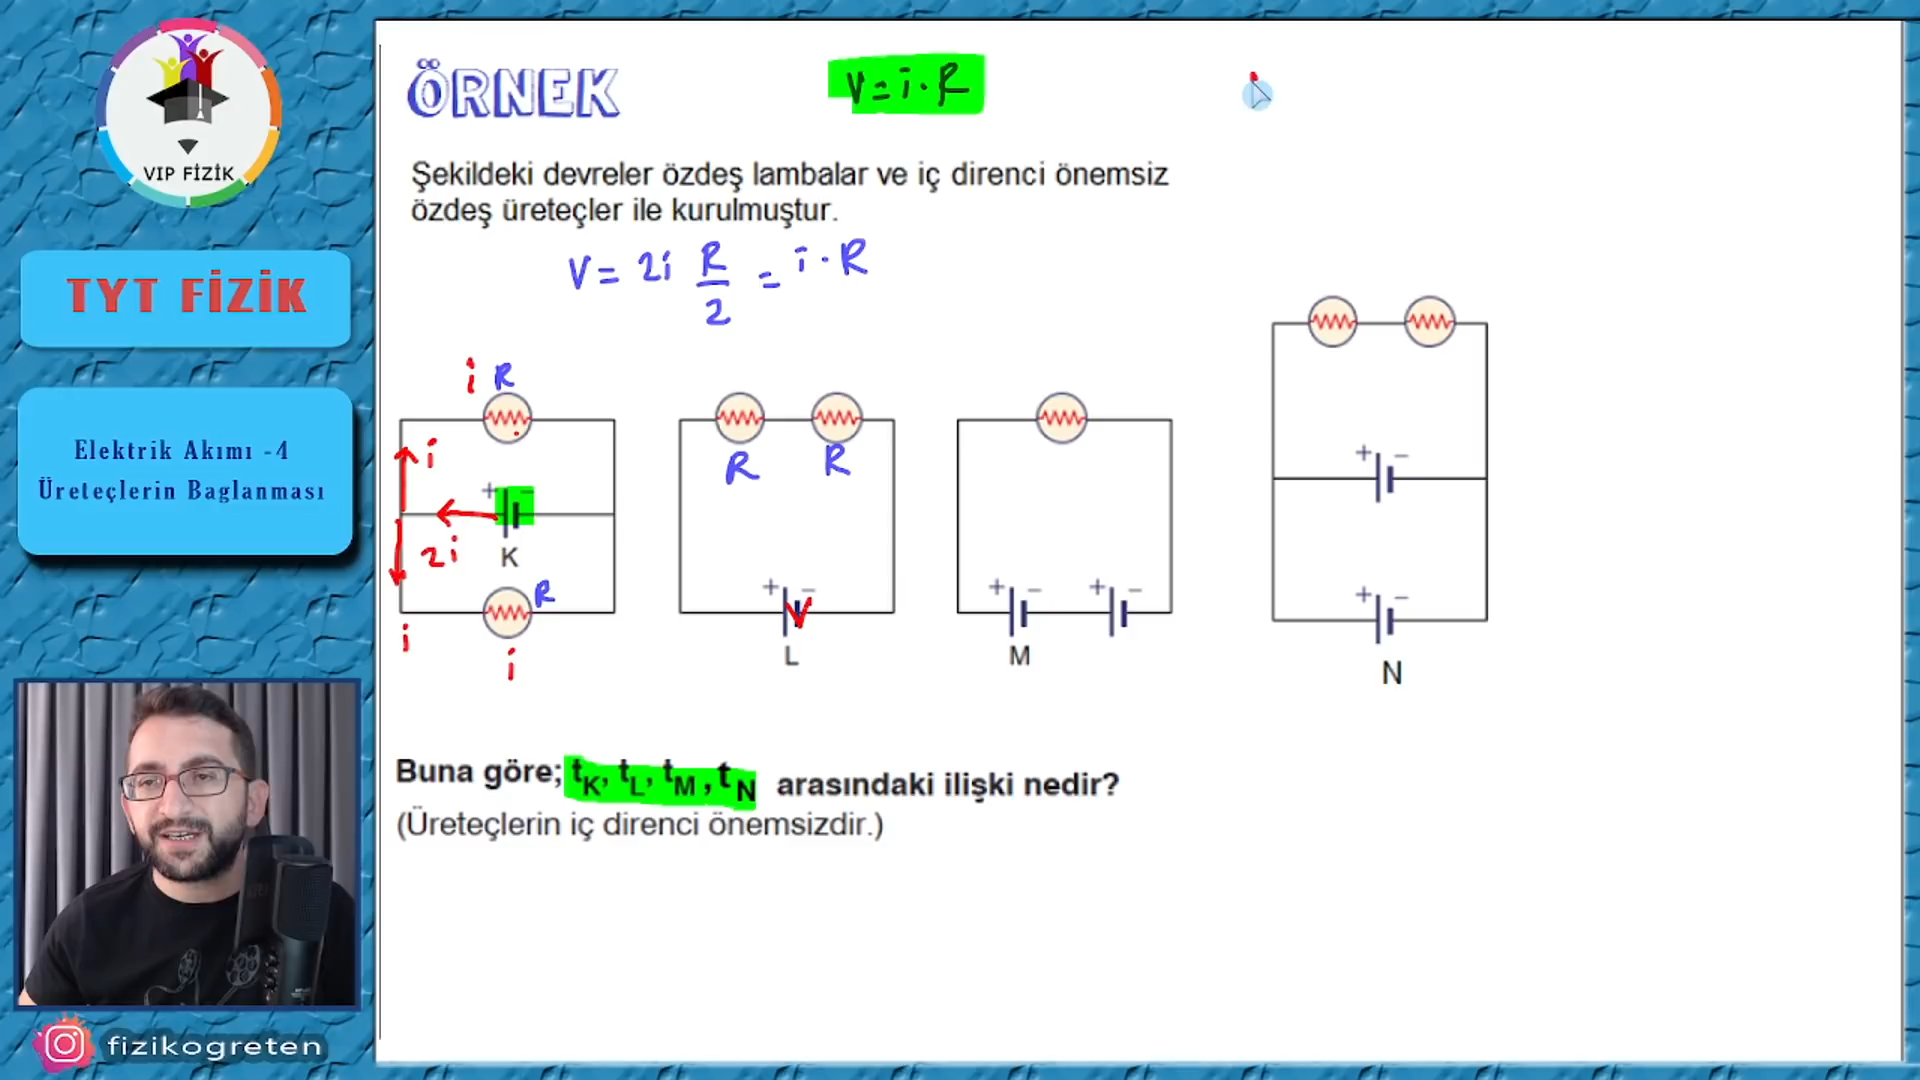 VIP FİZİK
TYT FİZİK
Elektrik Akımı -4
Üreteçlerin Baglanması
fizikogreten
ÖRNEK
V = i . R
Şekildeki devreler özdeş lambalar ve iç direnci önemsiz
özdeş üreteçler ile kurulmuştur.
V = 2i R/2 = i . R
i R
i
+ −
2i
K
R
i
i
R R
+ −
V
L
+ − + −
M
+ −
+ −
N
Buna göre; tK, tL, tM , tN arasındaki ilişki nedir?
(Üreteçlerin iç direnci önemsizdir.)